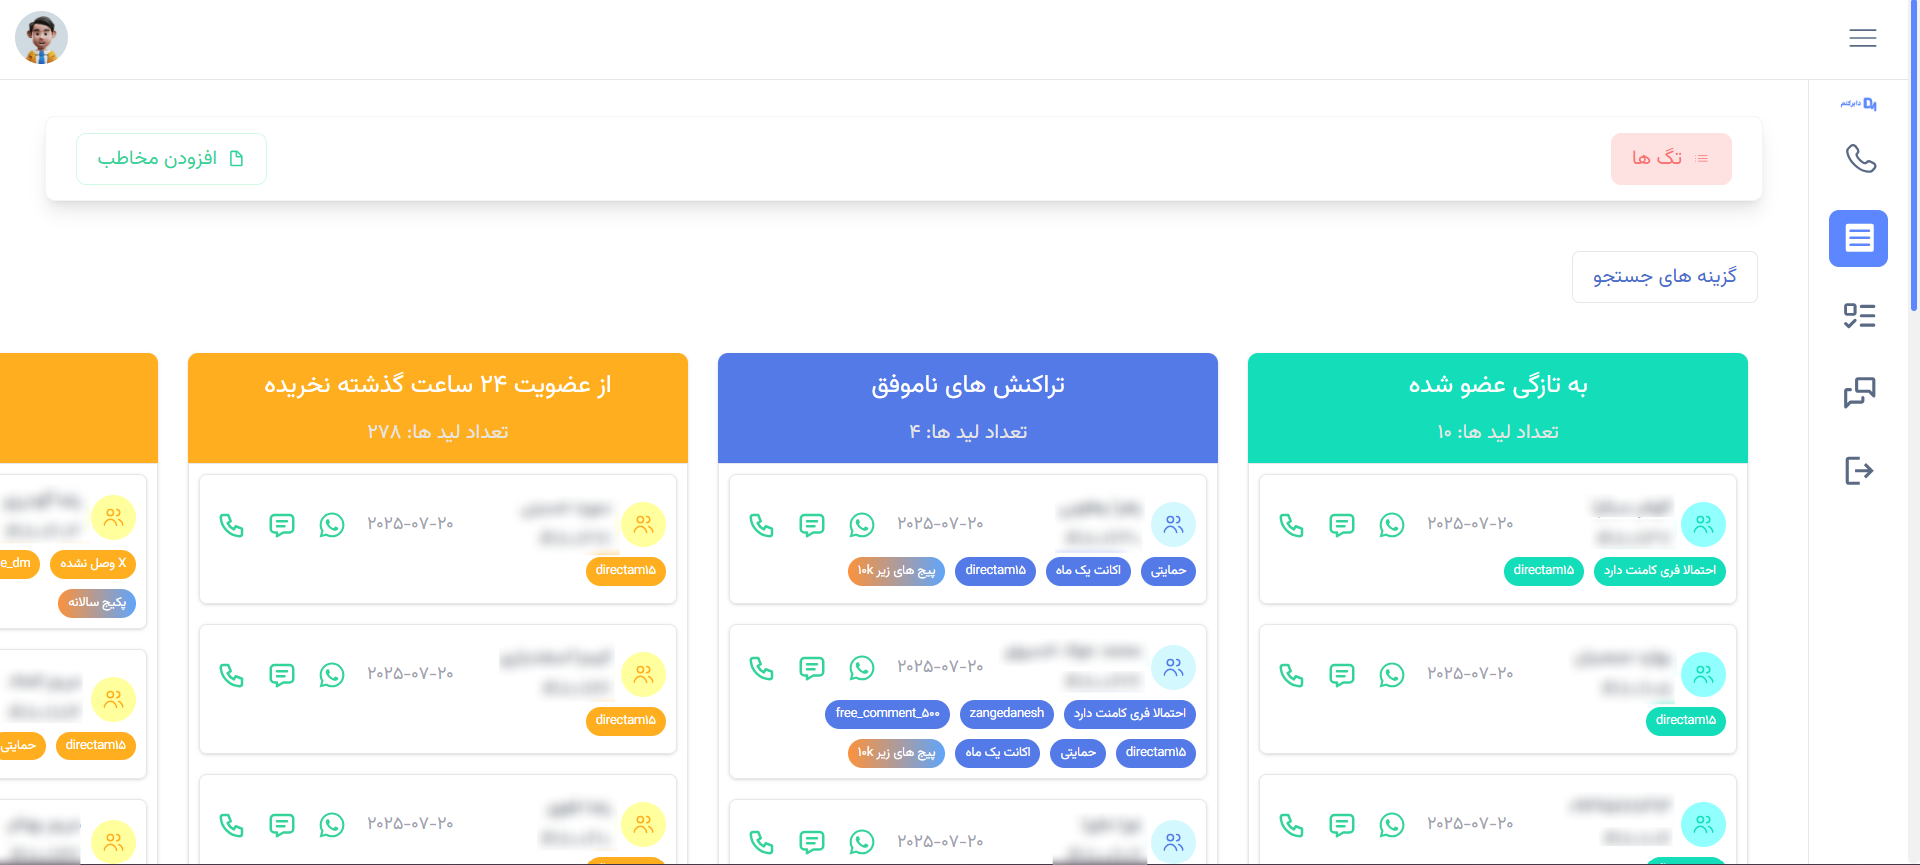 دایرکتم
تگ ها
افزودن مخاطب
گزینه های جستجو
به تازگی عضو شده
تعداد لید ها: ۱۰
۲۰۲۵-۰۷-۲۰
احتمالا فری کامنت دارد
directam۱۵
۲۰۲۵-۰۷-۲۰
directam۱۵
۲۰۲۵-۰۷-۲۰
تراکنش های ناموفق
تعداد لید ها: ۴
۲۰۲۵-۰۷-۲۰
حمایتی
اکانت یک ماه
directam۱۵
پیج های زیر ۱۰k
۲۰۲۵-۰۷-۲۰
احتمالا فری کامنت دارد
zangedanesh
free_comment_۵۰۰
directam۱۵
حمایتی
اکانت یک ماه
پیج های زیر ۱۰k
۲۰۲۵-۰۷-۲۰
از عضویت ۲۴ ساعت گذشته نخریده
تعداد لید ها: ۲۷۸
۲۰۲۵-۰۷-۲۰
directam۱۵
۲۰۲۵-۰۷-۲۰
directam۱۵
۲۰۲۵-۰۷-۲۰
X وصل نشده
e_dm
پکیج سالانه
directam۱۵
حمایتی